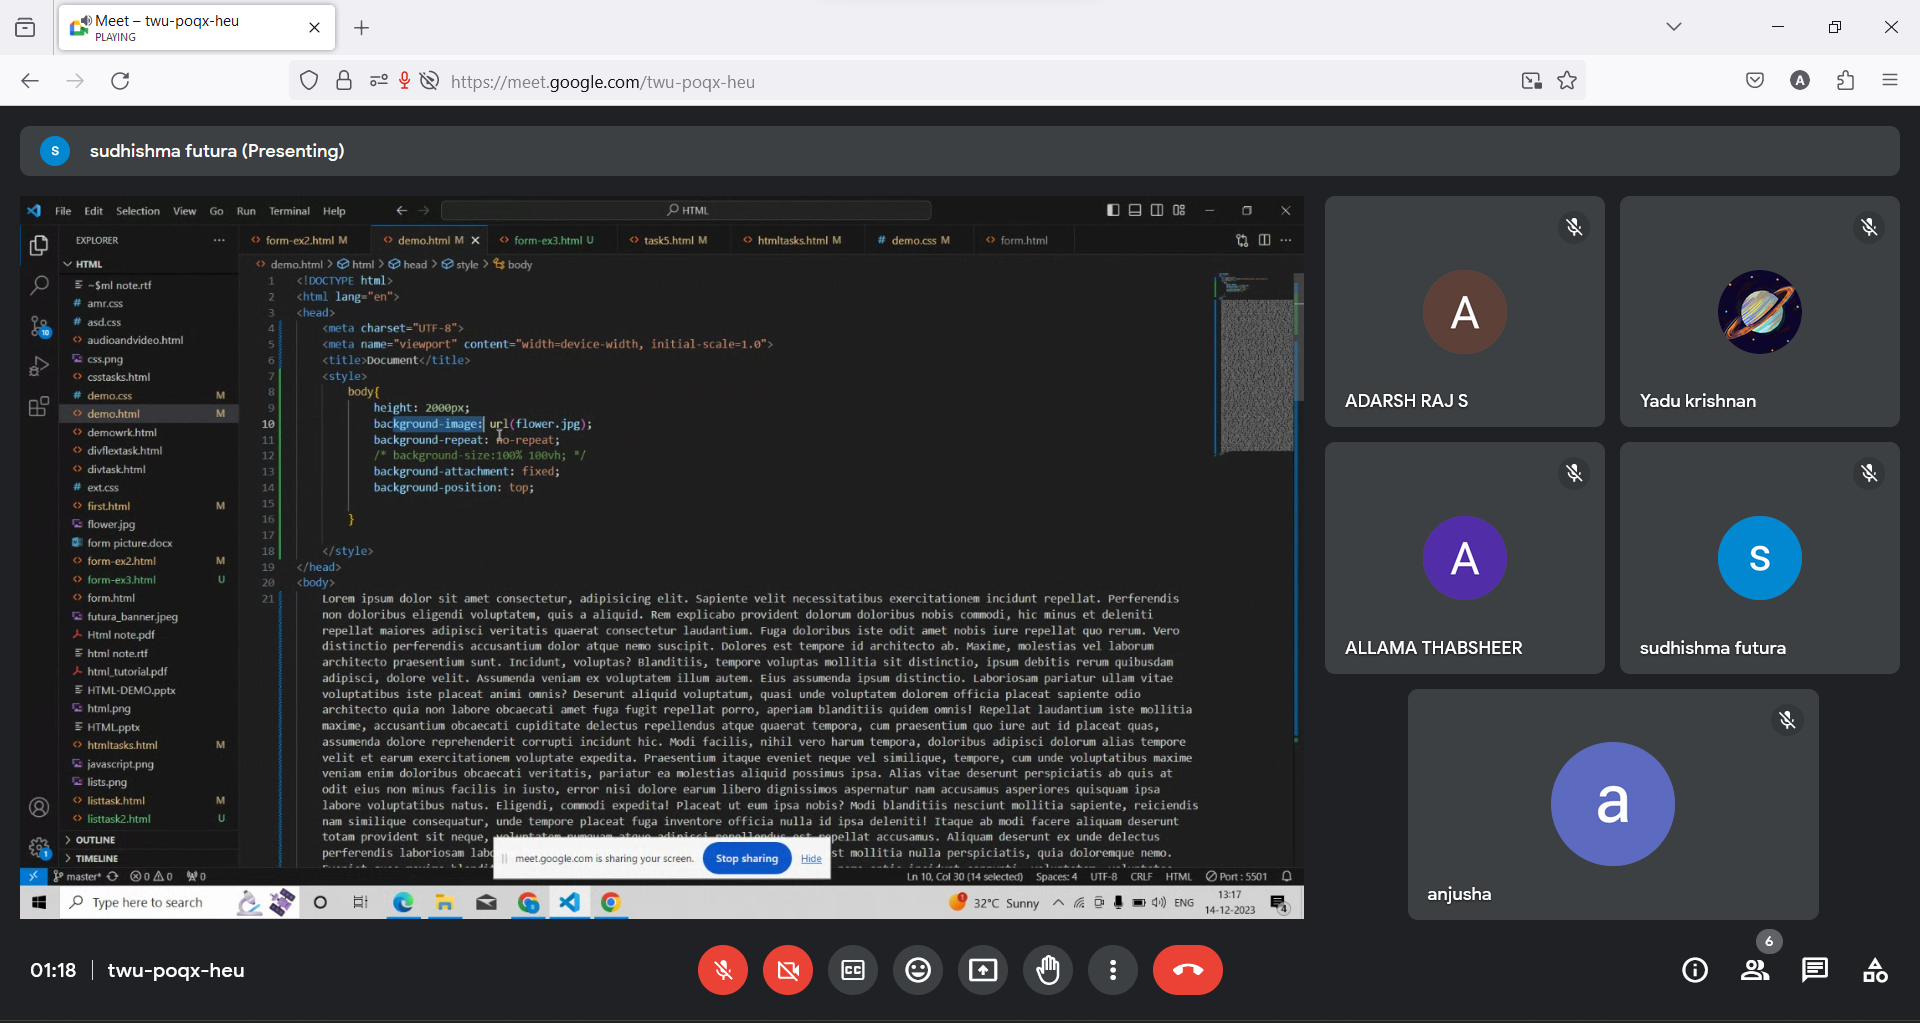 Meet – twu-poqx-heu
PLAYING
https://meet.google.com/twu-poqx-heu
A
S
sudhishma futura (Presenting)
File Edit Selection View Go Run Terminal Help
HTML
EXPLORER
form-ex2.html M
demo.html M
form-ex3.html U
task5.html M
htmltasks.html M
demo.css M
form.html
HTML
demo.html > html > head > style > body
~$ml note.rtf
amr.css
asd.css
audioandvideo.html
css.png
csstasks.html
demo.css M
demo.html M
demowrk.html
divflextask.html
divtask.html
ext.css
first.html M
flower.jpg
form picture.docx
form-ex2.html M
form-ex3.html U
form.html
futura_banner.jpeg
Html note.pdf
html note.rtf
html_tutorial.pdf
HTML-DEMO.pptx
html.png
HTML.pptx
htmltasks.html M
javascript.png
lists.png
listtask.html M
listtask2.html U
OUTLINE
TIMELINE
10
1
1 <!DOCTYPE html>
2 <html lang="en">
3 <head>
4 <meta charset="UTF-8">
5 <meta name="viewport" content="width=device-width, initial-scale=1.0">
6 <title>Document</title>
7 <style>
8 body{
9 height: 2000px;
10 background-image: url(flower.jpg);
11 background-repeat: no-repeat;
12 /* background-size:100% 100vh; */
13 background-attachment: fixed;
14 background-position: top;
15
16 }
17
18 </style>
19 </head>
20 <body>
21 Lorem ipsum dolor sit amet consectetur, adipisicing elit. Sapiente velit necessitatibus exercitationem incidunt repellat. Perferendis
non doloribus eligendi voluptatem, quis a aliquid. Rem explicabo provident dolorum doloribus nobis commodi, hic minus et deleniti
repellat maiores adipisci veritatis quaerat consectetur laudantium. Fuga doloribus iste odit amet nobis iure repellat quo rerum. Vero
distinctio perferendis accusantium dolor atque nemo suscipit. Dolores est tempore id architecto ab. Maxime, molestias vel laborum
architecto praesentium sunt. Incidunt, voluptas? Blanditiis, tempore voluptas mollitia sit distinctio, ipsum debitis rerum quibusdam
adipisci, dolore velit. Assumenda veniam ex voluptatem illum autem. Eius assumenda ipsum distinctio. Laboriosam pariatur ullam vitae
voluptatibus iste placeat animi omnis? Deserunt aliquid voluptatum, quasi unde voluptatem dolorem officia placeat sapiente odio
architecto quia non labore obcaecati amet fuga fugit repellat porro, aperiam blanditiis quidem omnis! Repellat laudantium iste mollitia
maxime, accusantium obcaecati cupiditate delectus repellendus atque quaerat tempora, cum praesentium quo iure aut id placeat quas,
assumenda dolore reprehenderit corrupti incidunt hic. Modi facilis, nihil vero harum tempora, doloribus adipisci dolorum alias tempore
velit et earum exercitationem voluptate expedita. Praesentium itaque eveniet neque vel similique, tempore, cum unde voluptatibus maxime
veniam enim doloribus obcaecati veritatis, pariatur ea molestias aliquid possimus ipsa. Alias vitae deserunt perspiciatis ab quis at
odit eius non minus facilis in iusto, error nisi dolore earum libero dignissimos aspernatur nam accusamus asperiores quisquam ipsa
labore voluptatibus natus. Eligendi, commodi expedita! Placeat ut eum ipsa nobis? Modi blanditiis nesciunt mollitia sapiente, reiciendis
nam similique consequatur, unde tempore placeat fuga inventore officia nulla id ipsa deleniti! Itaque ab modi facere aliquam deserunt
totam provident sit neque, voluptatem numquam atque adipisci repellendus est repellat accusamus. Aliquam deserunt ex unde delectus
perferendis laboriosam labo st mollitia nulla perspiciatis, quia doloremque nemo.
meet.google.com is sharing your screen. Stop sharing Hide
master* 0 0 0
Ln 10, Col 30 (14 selected) Spaces: 4 UTF-8 CRLF HTML Port : 5501
Type here to search
1 32°C Sunny ENG
13:17
14-12-2023
4
A
ADARSH RAJ S
Yadu krishnan
A
ALLAMA THABSHEER
S
sudhishma futura
a
anjusha
01:18 | twu-poqx-heu
CC
6